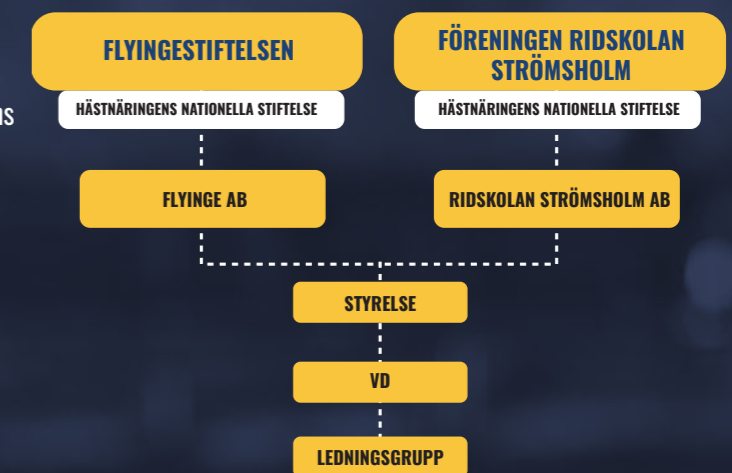 FLYINGESTIFTELSEN
HÄSTNÄRINGENS NATIONELLA STIFTELSE
FÖRENINGEN RIDSKOLAN
STRÖMSHOLM
HÄSTNÄRINGENS NATIONELLA STIFTELSE
FLYINGE AB
RIDSKOLAN STRÖMSHOLM AB
STYRELSE
VD
LEDNINGSGRUPP